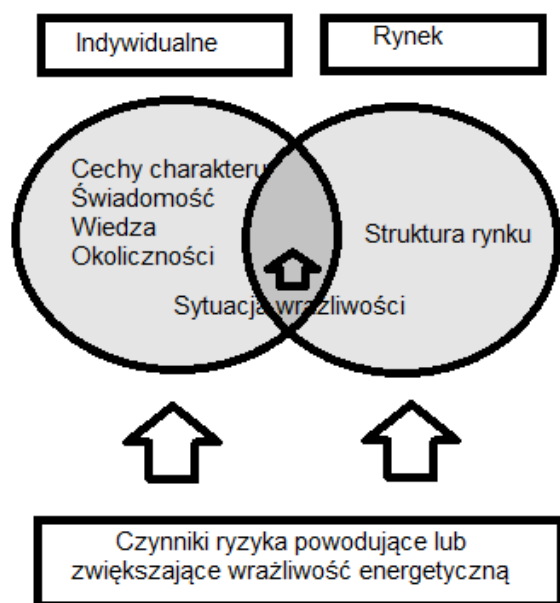 Indywidualne
Rynek
Cechy charakteru
Świadomość
Wiedza
Okoliczności
Struktura rynku
Sytuacja wrażliwości
Czynniki ryzyka powodujące lub
zwiększające wrażliwość energetyczną